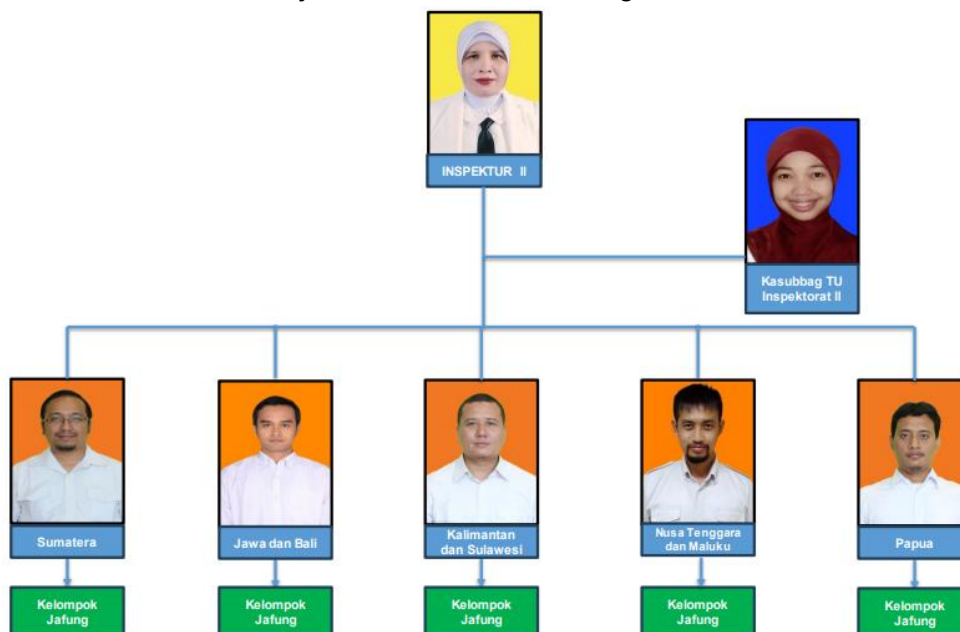 INSPEKTUR II
Kasubbag TU
Inspektorat II
Sumatera
Jawa dan Bali
Kalimantan
dan Sulawesi
Nusa Tenggara
dan Maluku
Papua
Kelompok
Jafung
Kelompok
Jafung
Kelompok
Jafung
Kelompok
Jafung
Kelompok
Jafung